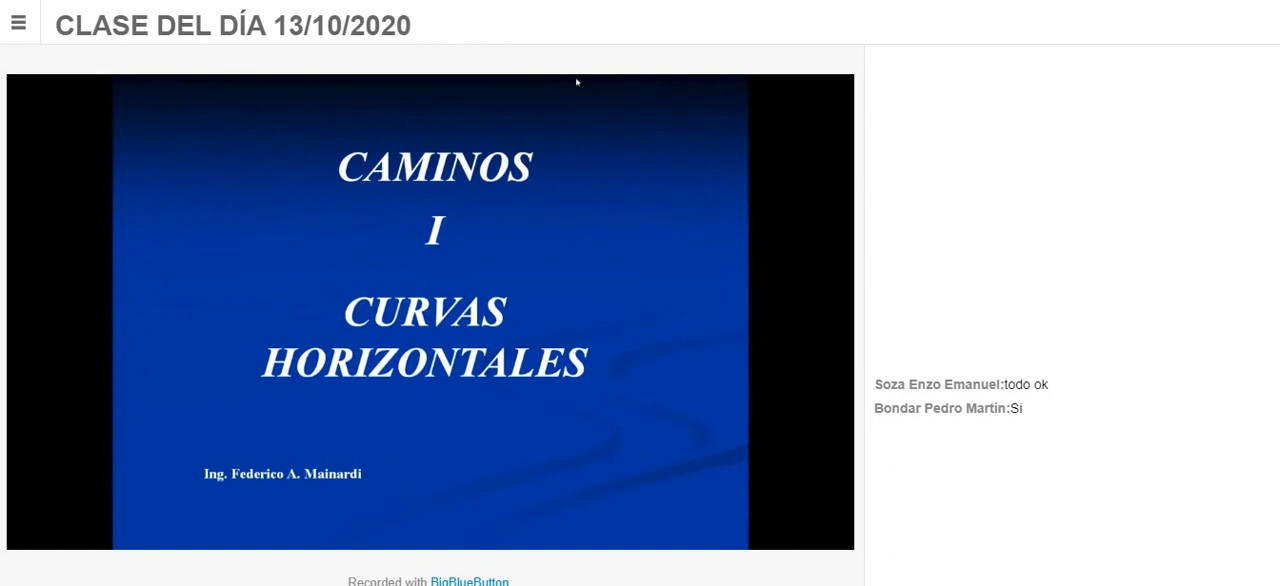 CLASE DEL DÍA 13/10/2020
CAMINOS
I
CURVAS
HORIZONTALES
Ing. Federico A. Mainardi
Soza Enzo Emanuel:todo ok
Bondar Pedro Martin:Si
Recorded with BigBlueButton